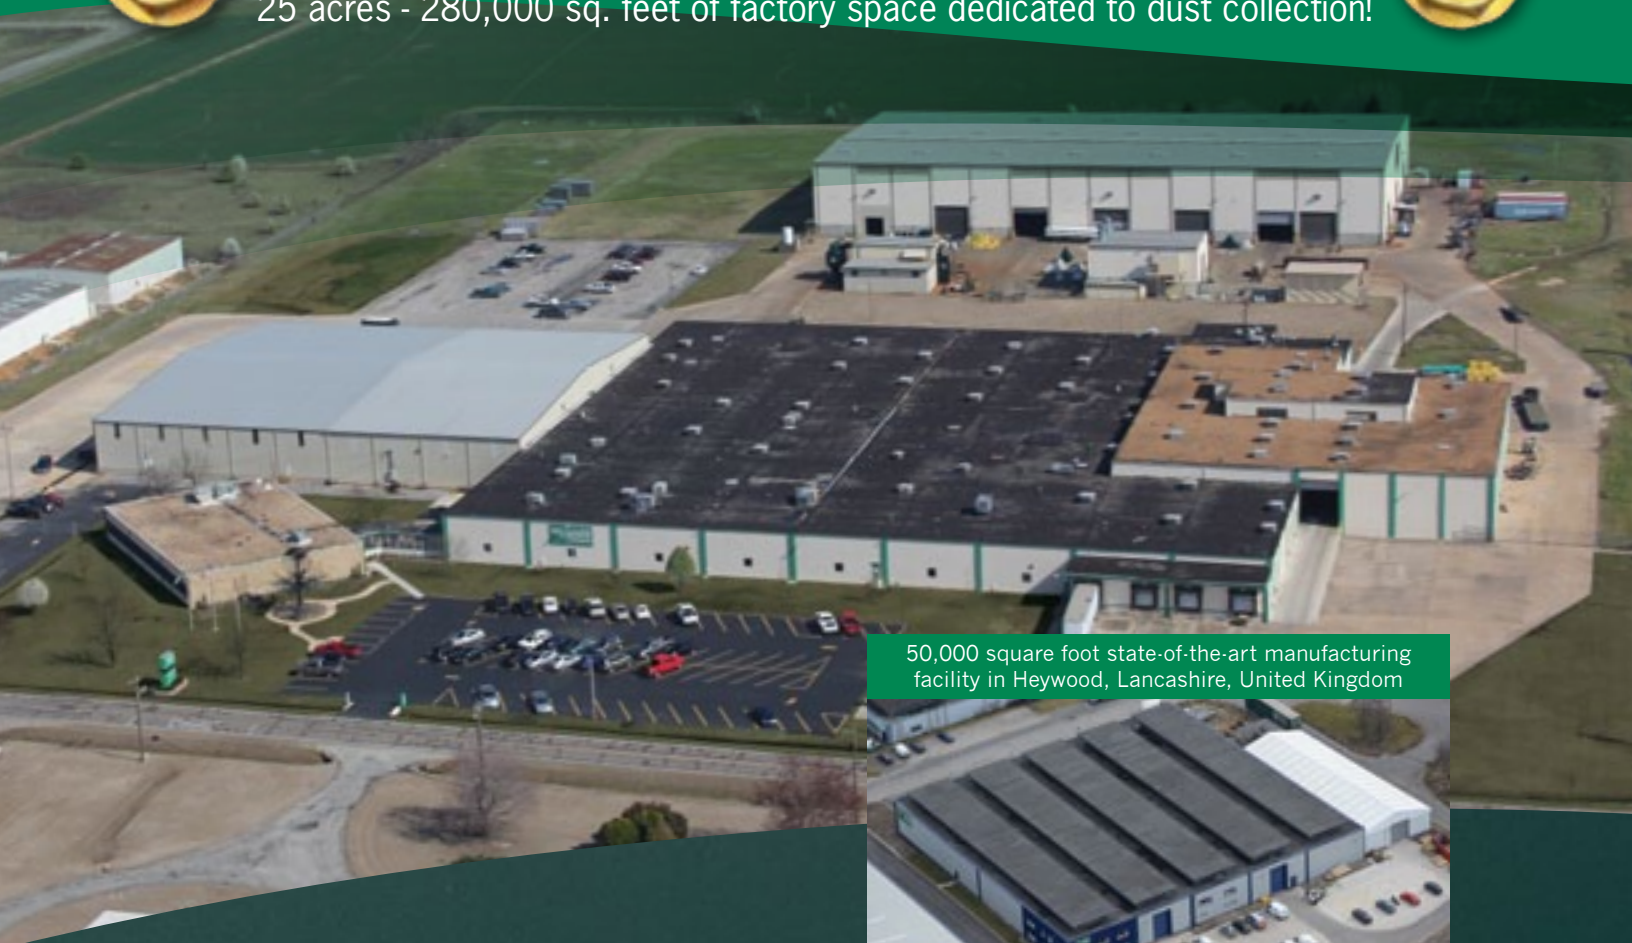 25 acres - 280,000 sq. feet of factory space dedicated to dust collection!
50,000 square foot state-of-the-art manufacturing
facility in Heywood, Lancashire, United Kingdom